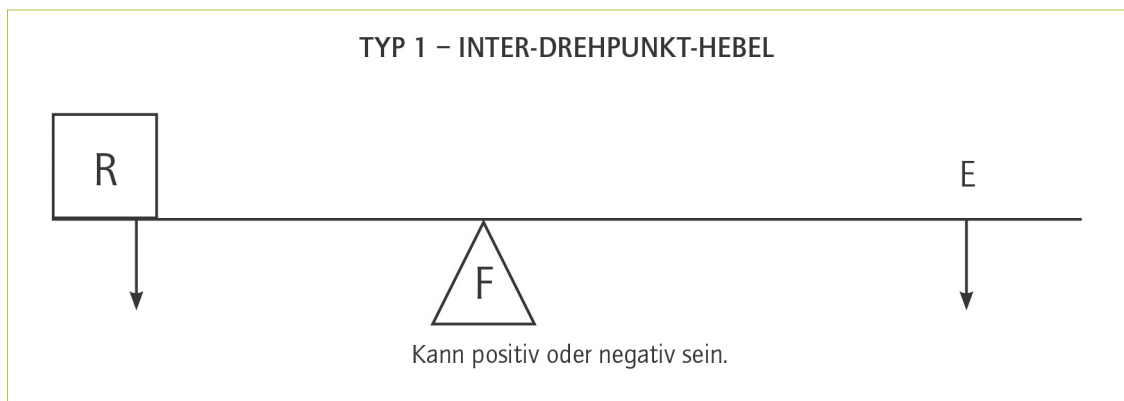 TYP 1 – INTER-DREHPUNKT-HEBEL
R
E
F
Kann positiv oder negativ sein.